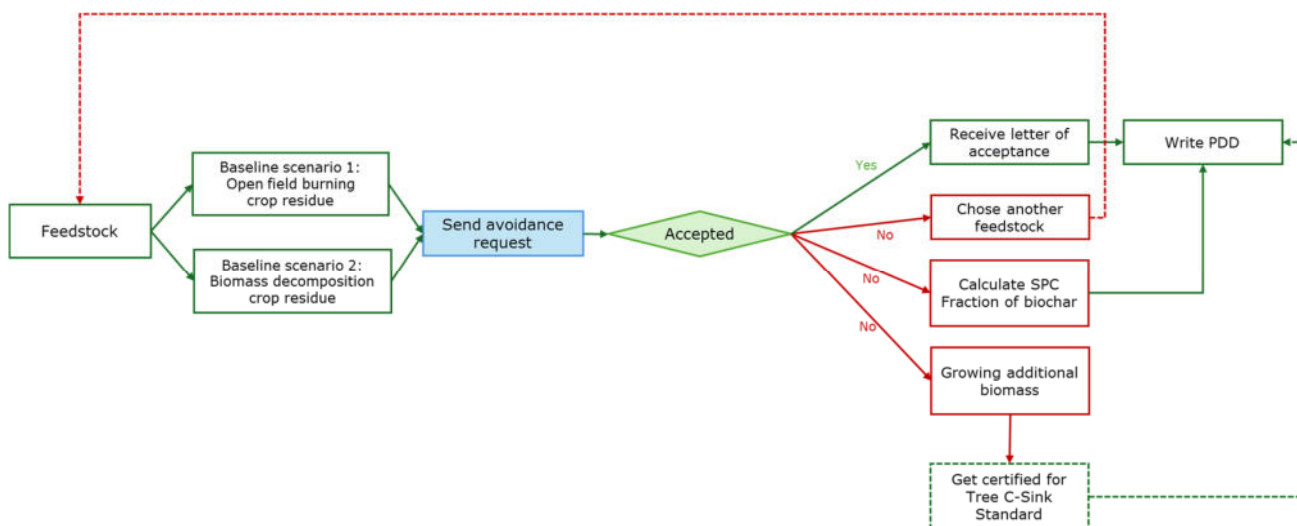 Feedstock
Baseline scenario 1:
Open field burning
crop residue
Baseline scenario 2:
Biomass decomposition
crop residue
Send avoidance
request
Accepted
Yes
No
No
No
Receive letter of
acceptance
Chose another
feedstock
Calculate SPC
Fraction of biochar
Growing additional
biomass
Get certified for
Tree C-Sink
Standard
Write PDD